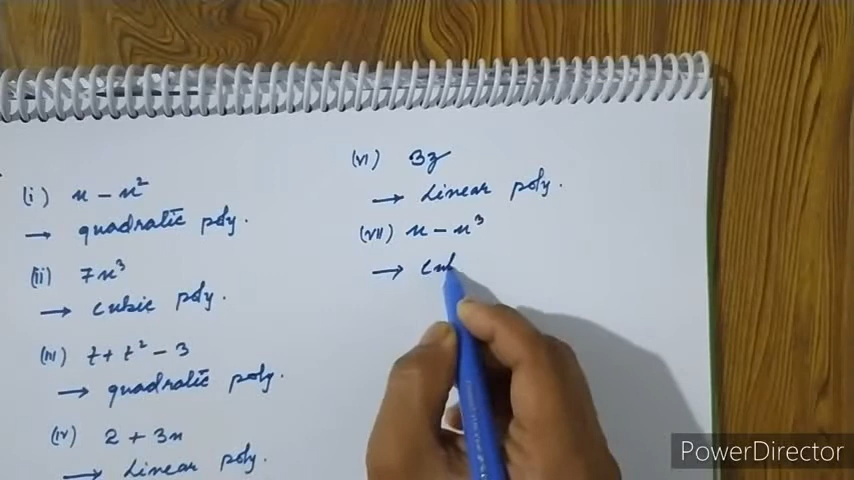 (i) x - x²
→ quadratic poly.
(ii) 7x³
→ cubic poly.
(iii) t + t² - 3
→ quadratic poly.
(iv) 2 + 3x
→ Linear poly.
(vi) 3z
→ Linear poly.
(vii) x - x³
→ cub
PowerDirector